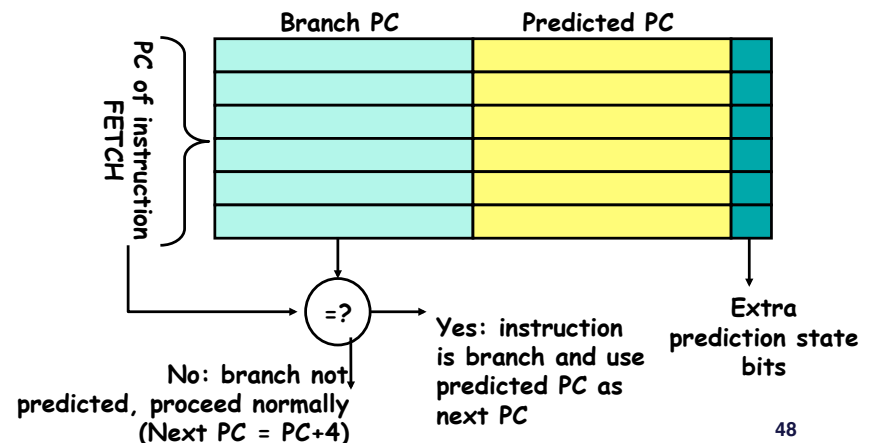 Branch PC
Predicted PC
PC of instruction
FETCH
=?
Yes: instruction
is branch and use
predicted PC as
next PC
Extra
prediction state
bits
No: branch not
predicted, proceed normally
(Next PC = PC+4)
48